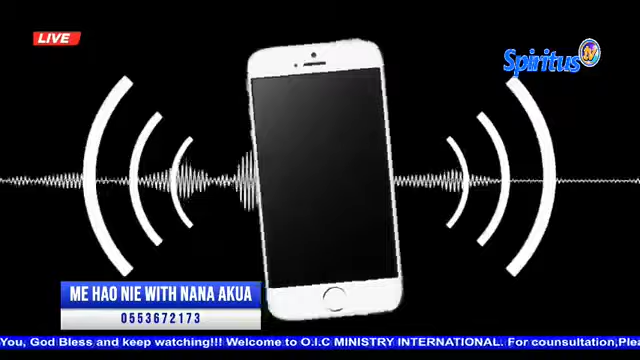 LIVE
Spiritus tv
ME HAO NIE WITH NANA AKUA
0553672173
You, God Bless and keep watching!!! Welcome to O.I.C MINISTRY INTERNATIONAL. For counsultation,Ple